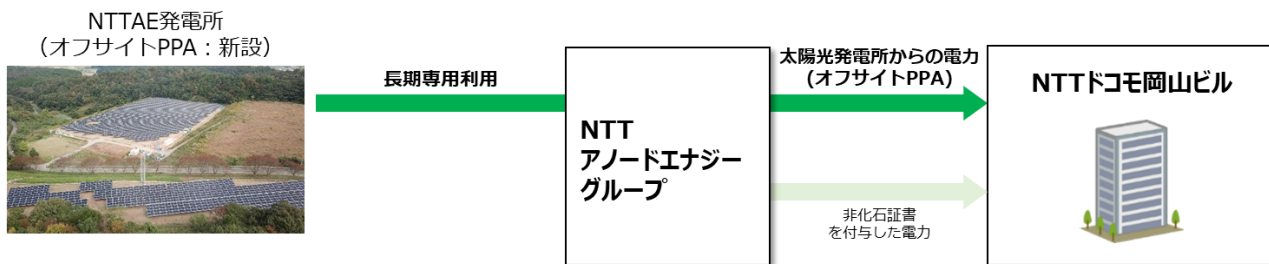 NTTAE発電所
（オフサイトPPA：新設）
長期専用利用
NTT
アノードエナジー
グループ
太陽光発電所からの電力
(オフサイトPPA)
非化石証書
を付与した電力
NTTドコモ岡山ビル